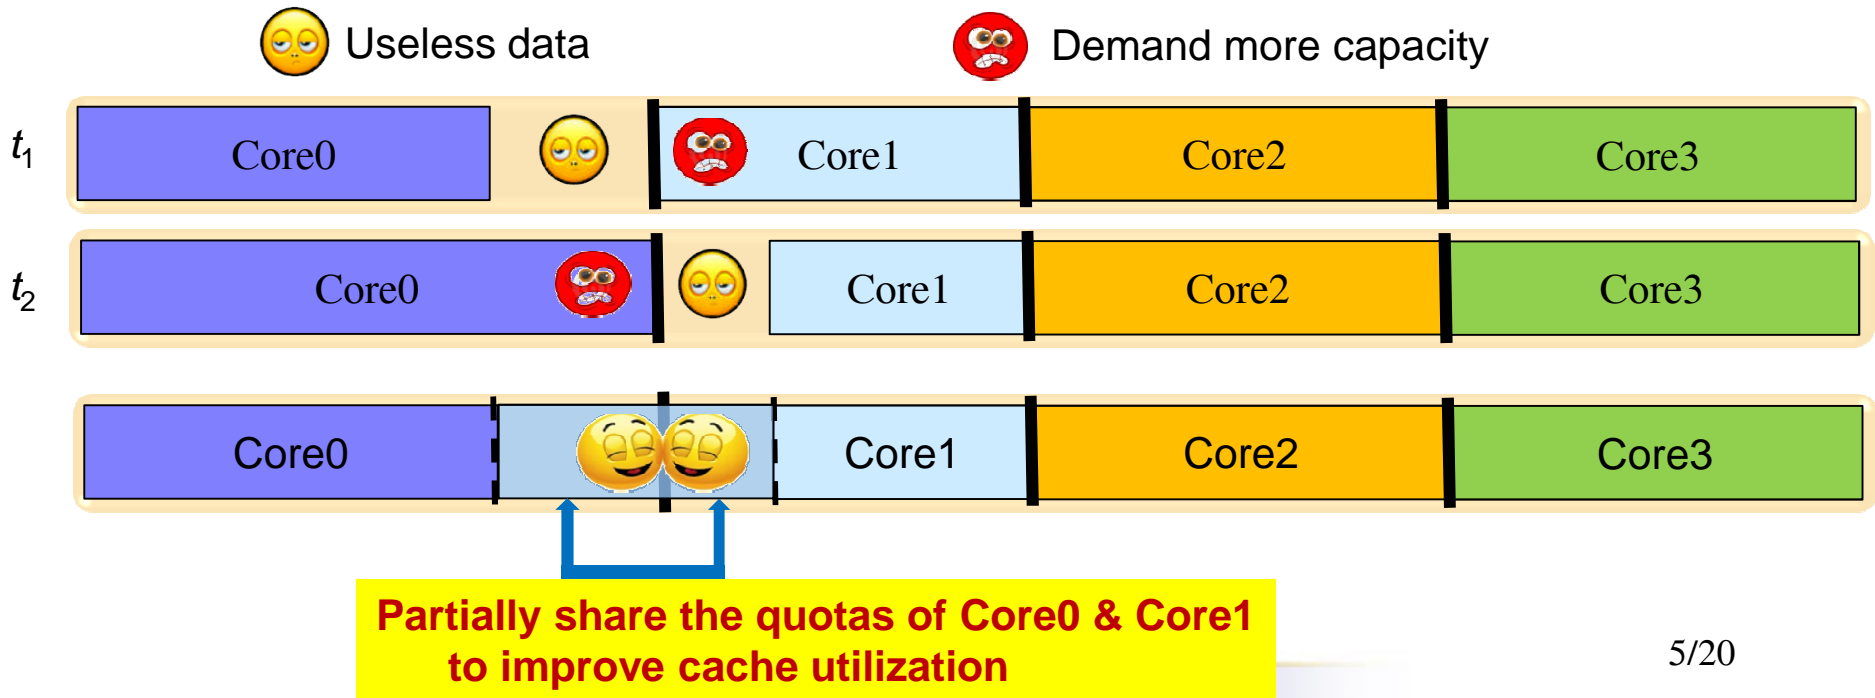 Useless data
Demand more capacity
t1 Core0 Core1 Core2 Core3
t2 Core0 Core1 Core2 Core3
Core0 Core1 Core2 Core3
Partially share the quotas of Core0 & Core1
to improve cache utilization
5/20